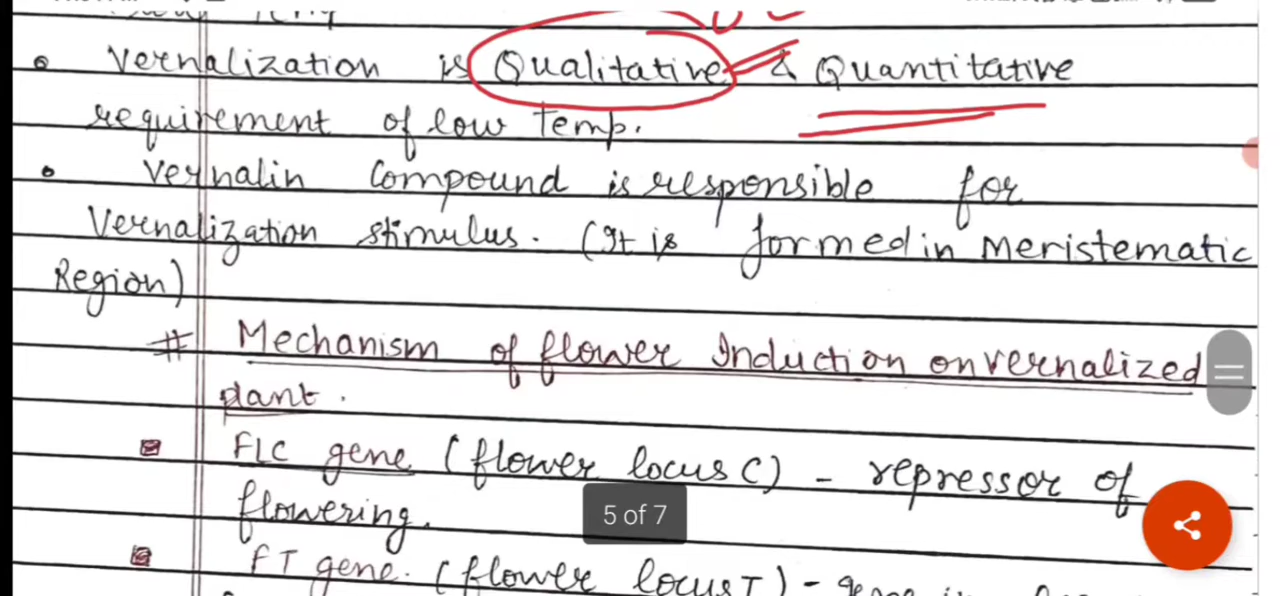 • Vernalization is Qualitative & Quantitative
requirement of low temp.
• Vernalin Compound is responsible for
Vernalization stimulus. (It is formed in Meristematic
Region)
# Mechanism of flower Induction on vernalized
plant.
FLC gene (flower locus C) - repressor of
flowering.
5 of 7
FT gene. (flower locus T) -